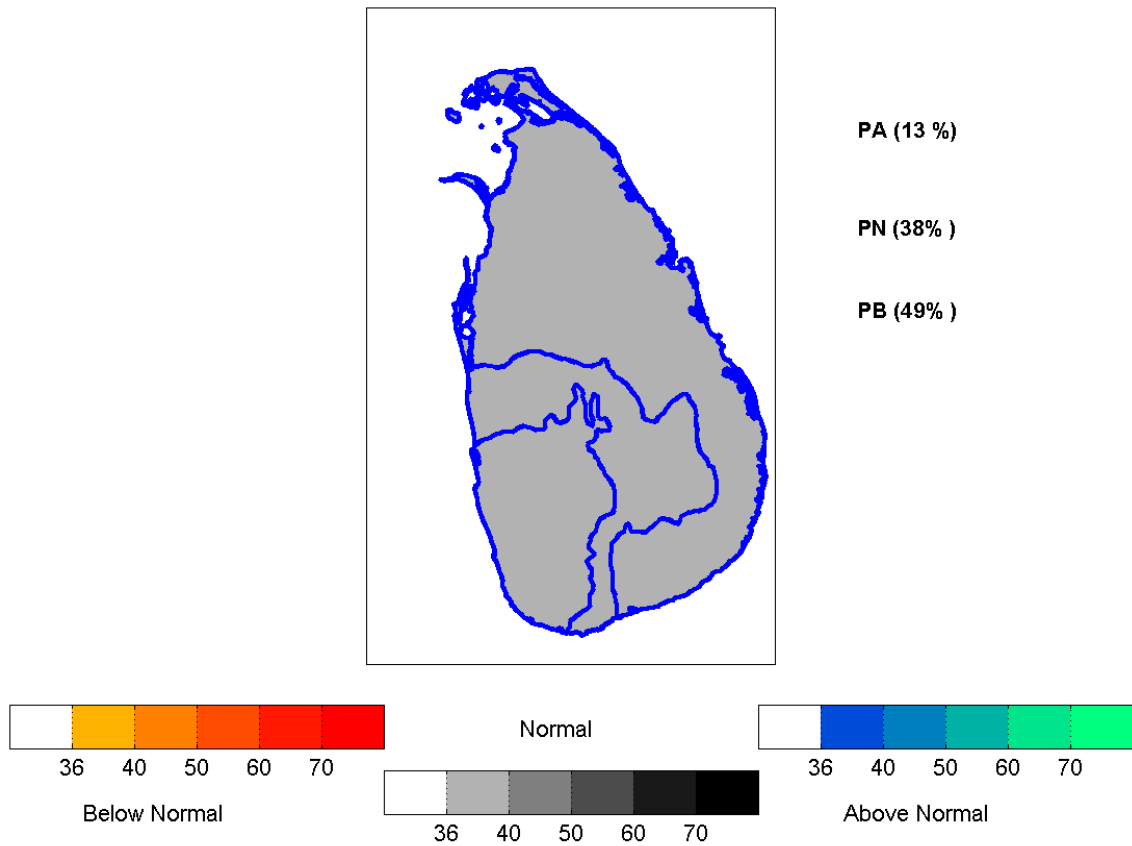 PA (13 %)
PN (38% )
PB (49% )
36 40 50 60 70
Below Normal
Normal
36 40 50 60 70
36 40 50 60 70
Above Normal